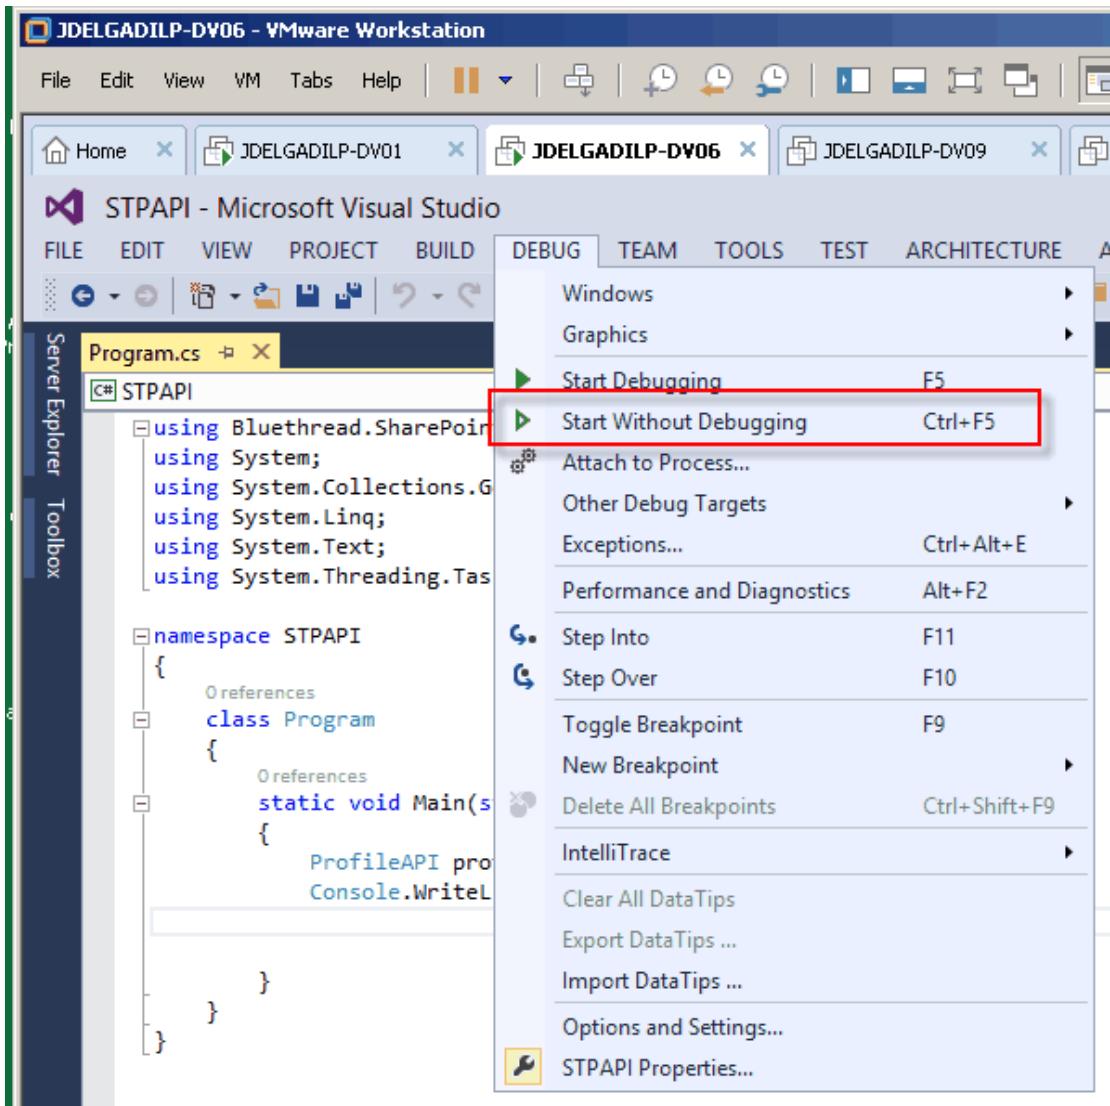 JDELGADILP-DV06 - VMware Workstation
File Edit View VM Tabs Help
Home JDELGADILP-DV01 JDELGADILP-DV06 JDELGADILP-DV09
STPAPI - Microsoft Visual Studio
FILE EDIT VIEW PROJECT BUILD DEBUG TEAM TOOLS TEST ARCHITECTURE A
Server Explorer
Toolbox
Program.cs
C# STPAPI
using Bluethread.SharePoin
using System;
using System.Collections.G
using System.Linq;
using System.Text;
using System.Threading.Tas
namespace STPAPI
{
0 references
class Program
{
0 references
static void Main(s
{
ProfileAPI pro
Console.WriteL
}
}
}
Windows
Graphics
Start Debugging F5
Start Without Debugging Ctrl+F5
Attach to Process...
Other Debug Targets
Exceptions... Ctrl+Alt+E
Performance and Diagnostics Alt+F2
Step Into F11
Step Over F10
Toggle Breakpoint F9
New Breakpoint
Delete All Breakpoints Ctrl+Shift+F9
IntelliTrace
Clear All DataTips
Export DataTips ...
Import DataTips ...
Options and Settings...
STPAPI Properties...